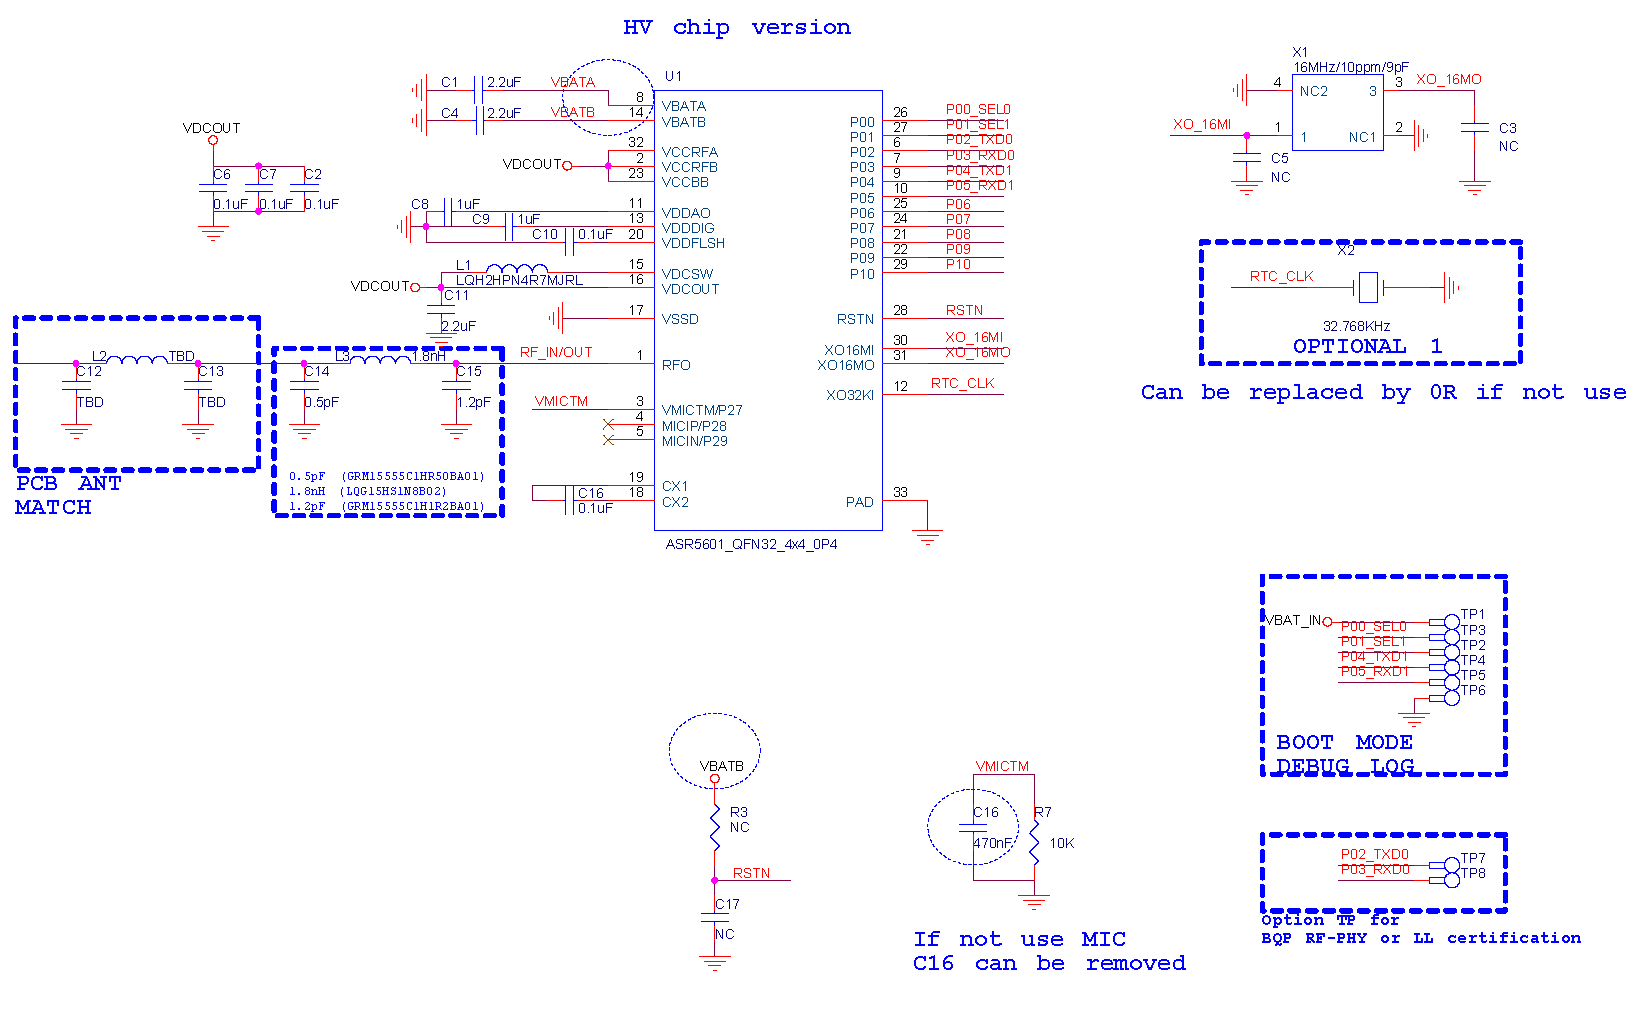 HV chip version
U1
C1 2.2uF VBATA
C4 2.2uF VBATB
8 VBATA
14 VBATB
32 VCCRFA
2 VCCRFB
23 VCCBB
VDCOUT
VDCOUT
C6 C7 C2
0.1uF 0.1uF 0.1uF
C8 1uF
C9 1uF
C10 0.1uF
11 VDDAO
13 VDDDIG
20 VDDFLSH
L1
LQH2HPN4R7MJRL
VDCOUT
C11
2.2uF
15 VDCSW
16 VDCOUT
17 VSSD
RF_IN/OUT
1 RFO
VMICTM
3 VMICTM/P27
4 MICIP/P28
5 MICIN/P29
19 CX1
18 CX2
C16
0.1uF
ASR5601_QFN32_4x4_0P4
P00 26 P00_SEL0
P01 27 P01_SEL1
P02 6 P02_TXD0
P03 7 P03_RXD0
P04 9 P04_TXD1
P05 10 P05_RXD1
P06 25 P06
P07 24 P07
P08 21 P08
P09 22 P09
P10 29 P10
RSTN 28 RSTN
XO16MI 30 XO_16MI
XO16MO 31 XO_16MO
XO32KI 12 RTC_CLK
PAD 33
L2 TBD
C12 C13
TBD TBD
PCB ANT
MATCH
L3 1.8nH
C14 C15
0.5pF 1.2pF
0.5pF (GRM15555C1HR50BA01)
1.8nH (LQG15HS1N8B02)
1.2pF (GRM15555C1H1R2BA01)
X1
16MHz/10ppm/9pF
4 NC2 3 3 XO_16MO
XO_16MI 1 1 NC1 2
C3
NC
C5
NC
X2
RTC_CLK
32.768KHz
OPTIONAL 1
Can be replaced by 0R if not use
VBAT_IN TP1
P00_SEL0 TP3
P01_SEL1 TP2
P04_TXD1 TP4
P05_RXD1 TP5
TP6
BOOT MODE
DEBUG LOG
P02_TXD0 TP7
P03_RXD0 TP8
Option TP for
BQP RF-PHY or LL certification
VBATB
R3
NC
RSTN
C17
NC
VMICTM
C16 R7
470nF 10K
If not use MIC
C16 can be removed